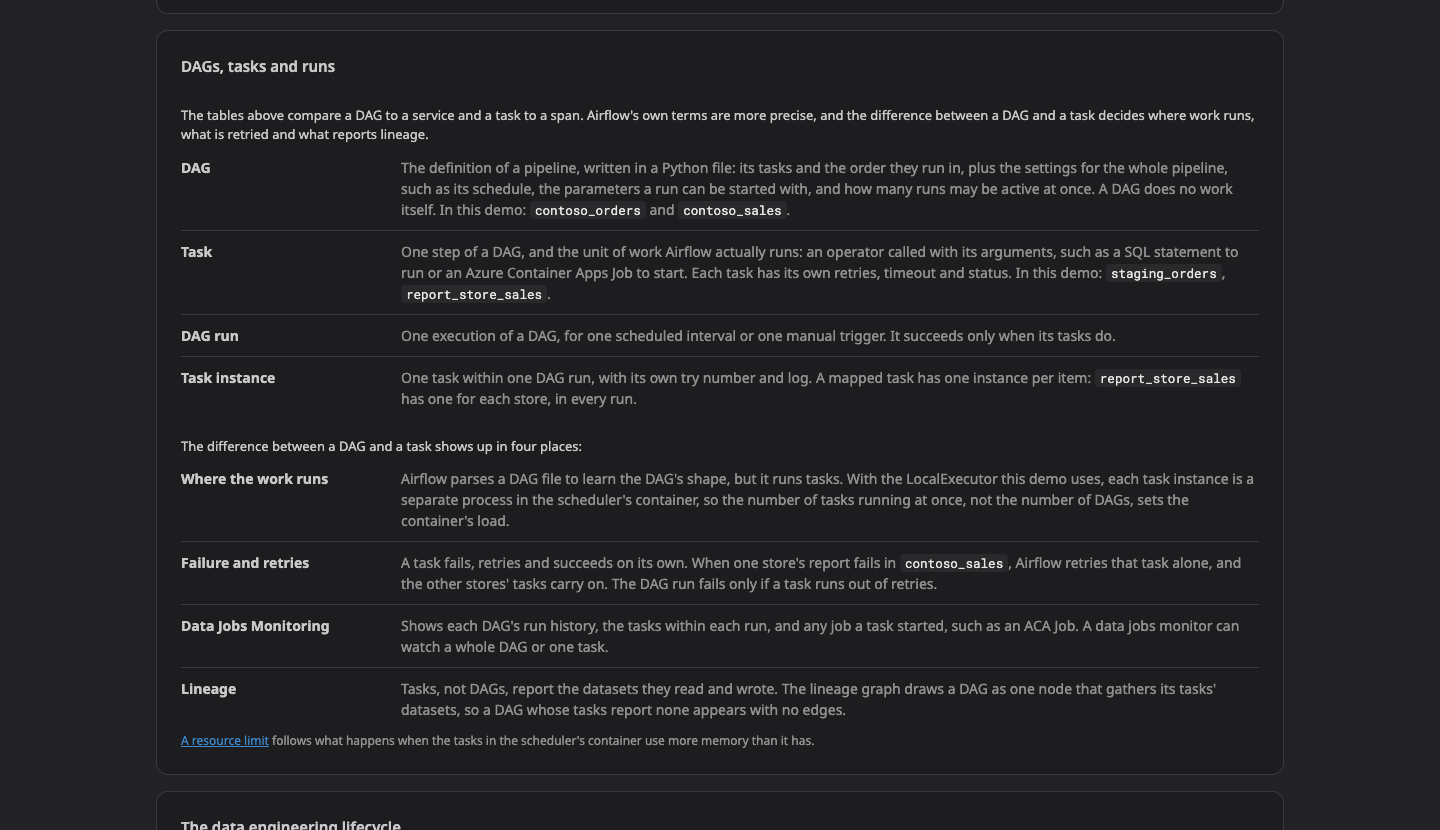 DAGs, tasks and runs
The tables above compare a DAG to a service and a task to a span. Airflow's own terms are more precise, and the difference between a DAG and a task decides where work runs,
what is retried and what reports lineage.
DAG
The definition of a pipeline, written in a Python file: its tasks and the order they run in, plus the settings for the whole pipeline,
such as its schedule, the parameters a run can be started with, and how many runs may be active at once. A DAG does no work
itself. In this demo: contoso_orders and contoso_sales.
Task
One step of a DAG, and the unit of work Airflow actually runs: an operator called with its arguments, such as a SQL statement to
run or an Azure Container Apps Job to start. Each task has its own retries, timeout and status. In this demo: staging_orders,
report_store_sales.
DAG run
One execution of a DAG, for one scheduled interval or one manual trigger. It succeeds only when its tasks do.
Task instance
One task within one DAG run, with its own try number and log. A mapped task has one instance per item: report_store_sales
has one for each store, in every run.
The difference between a DAG and a task shows up in four places:
Where the work runs
Airflow parses a DAG file to learn the DAG's shape, but it runs tasks. With the LocalExecutor this demo uses, each task instance is a
separate process in the scheduler's container, so the number of tasks running at once, not the number of DAGs, sets the
container's load.
Failure and retries
A task fails, retries and succeeds on its own. When one store's report fails in contoso_sales, Airflow retries that task alone, and
the other stores' tasks carry on. The DAG run fails only if a task runs out of retries.
Data Jobs Monitoring
Shows each DAG's run history, the tasks within each run, and any job a task started, such as an ACA Job. A data jobs monitor can
watch a whole DAG or one task.
Lineage
Tasks, not DAGs, report the datasets they read and wrote. The lineage graph draws a DAG as one node that gathers its tasks'
datasets, so a DAG whose tasks report none appears with no edges.
A resource limit follows what happens when the tasks in the scheduler's container use more memory than it has.
The data engineering lifecycle